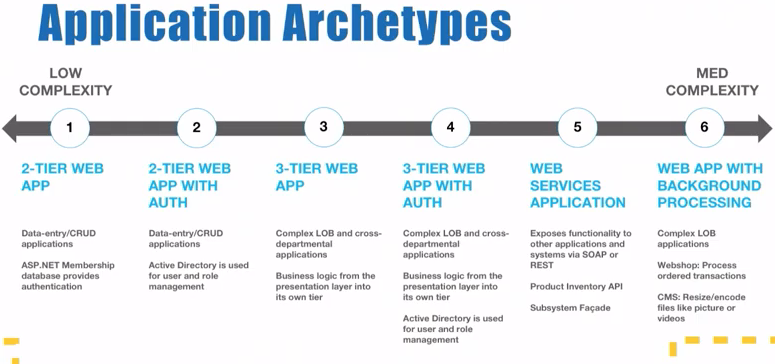 Application Archetypes
LOW
COMPLEXITY
MED
COMPLEXITY
1
2
3
4
5
6
2-TIER WEB
APP
Data-entry/CRUD
applications
ASP.NET Membership
database provides
authentication
2-TIER WEB
APP WITH
AUTH
Data-entry/CRUD
applications
Active Directory is used
for user and role
management
3-TIER WEB
APP
Complex LOB and cross-
departmental
applications
Business logic from the
presentation layer into
its own tier
3-TIER WEB
APP WITH
AUTH
Complex LOB and cross-
departmental
applications
Business logic from the
presentation layer into
its own tier
Active Directory is used
for user and role
management
WEB
SERVICES
APPLICATION
Exposes functionality to
other applications and
systems via SOAP or
REST
Product Inventory API
Subsystem Façade
WEB APP WITH
BACKGROUND
PROCESSING
Complex LOB
applications
Webshop: Process
ordered transactions
CMS: Resize/encode
files like picture or
videos